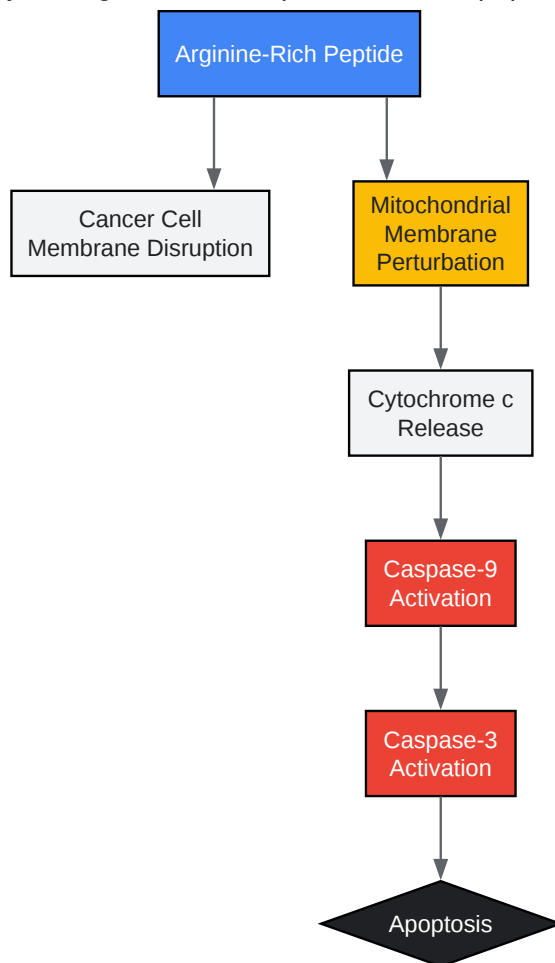 Arginine-Rich Peptide
Cancer Cell
Membrane Disruption
Mitochondrial
Membrane
Perturbation
Cytochrome c
Release
Caspase-9
Activation
Caspase-3
Activation
Apoptosis